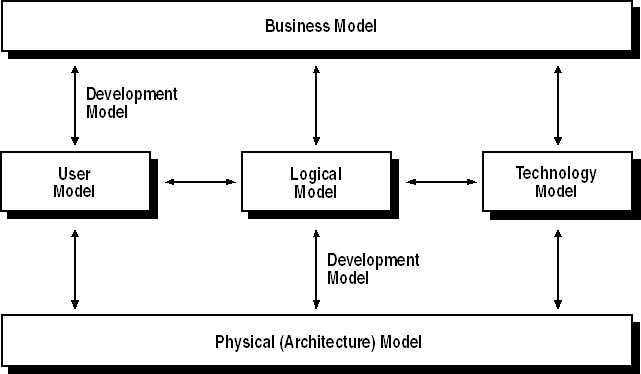 Business Model
Development
Model
User
Model
Logical
Model
Technology
Model
Development
Model
Physical (Architecture) Model